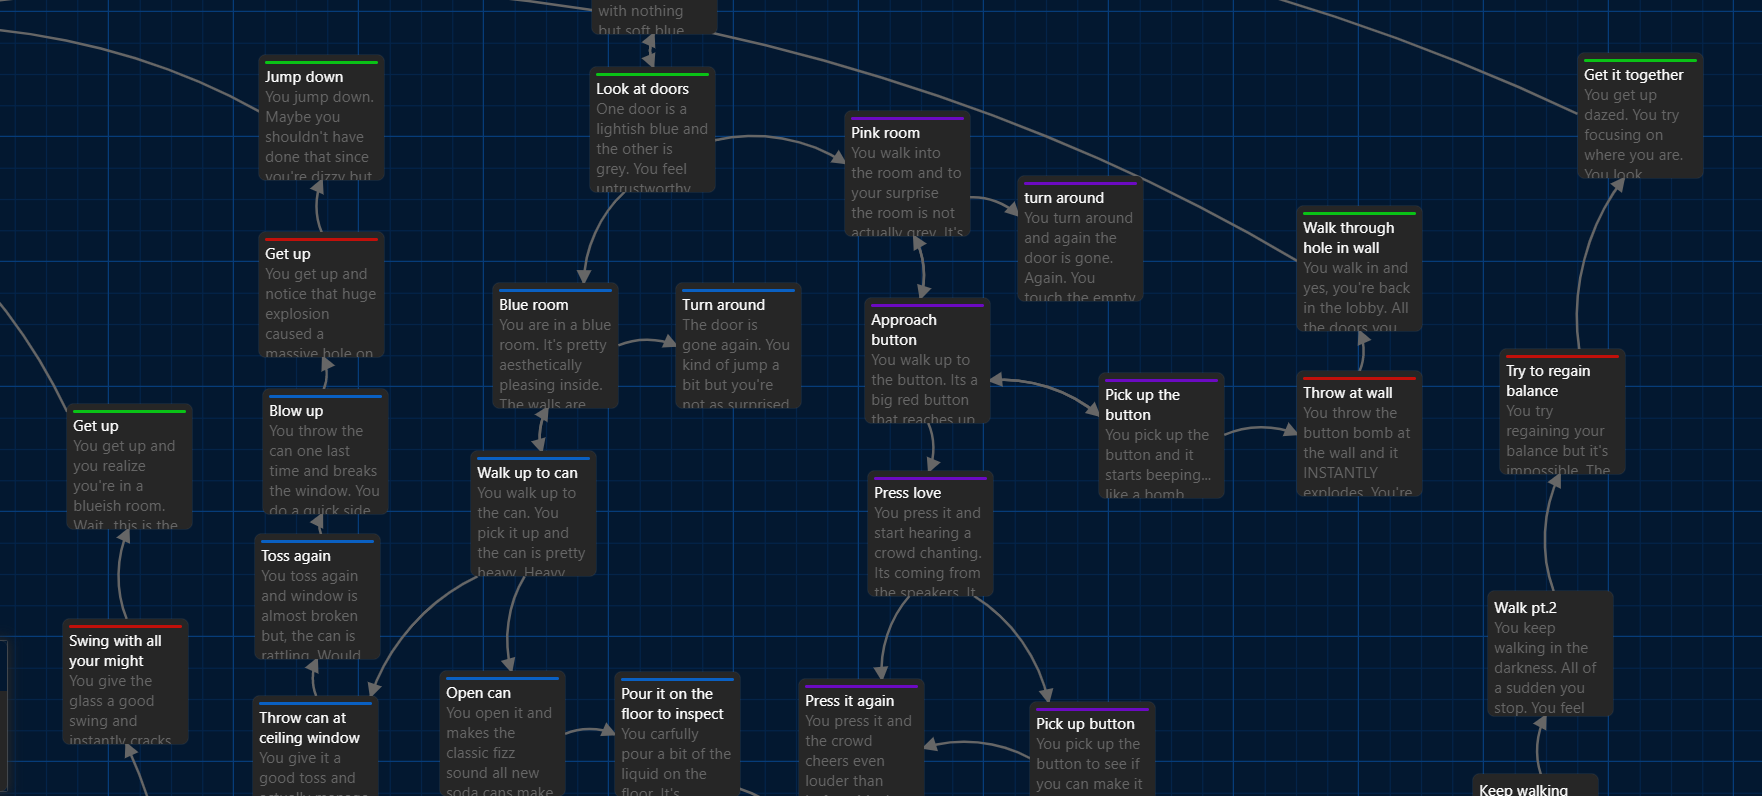 with nothing
but soft blue
Jump down
You jump down.
Maybe you
shouldn't have
done that since
you're dizzy but
Look at doors
One door is a
lightish blue and
the other is
grey. You feel
untrustworthy
Pink room
You walk into
the room and to
your surprise
the room is not
actually grey. It's
turn around
You turn around
and again the
door is gone.
Again. You
touch the empty
Get it together
You get up
dazed. You try
focusing on
where you are.
You look
Walk through
hole in wall
You walk in and
yes, you're back
in the lobby. All
the doors you
Get up
You get up and
notice that huge
explosion
caused a
massive hole on
Blue room
You are in a blue
room. It's pretty
aesthetically
pleasing inside.
The walls are
Turn around
The door is
gone again. You
kind of jump a
bit but you're
not as surprised
Approach
button
You walk up to
the button. Its a
big red button
that reaches up
Pick up the
button
You pick up the
button and it
starts beeping...
like a bomb
Throw at wall
You throw the
button bomb at
the wall and it
INSTANTLY
explodes. You're
Try to regain
balance
You try
regaining your
balance but it's
impossible. The
Get up
You get up and
you realize
you're in a
blueish room.
Wait, this is the
Blow up
You throw the
can one last
time and breaks
the window. You
do a quick side
Walk up to can
You walk up to
the can. You
pick it up and
the can is pretty
heavy. Heavy
Press love
You press it and
start hearing a
crowd chanting.
Its coming from
the speakers. It
Toss again
You toss again
and window is
almost broken
but, the can is
rattling. Would
Walk pt.2
You keep
walking in the
darkness. All of
a sudden you
stop. You feel
Swing with all
your might
You give the
glass a good
swing and
instantly cracks
Throw can at
ceiling window
You give it a
good toss and
actually manage
Open can
You open it and
makes the
classic fizz
sound all new
soda cans make
Pour it on the
floor to inspect
You carfully
pour a bit of the
liquid on the
floor. It's
Press it again
You press it and
the crowd
cheers even
louder than
Pick up button
You pick up the
button to see if
you can make it
Keep walking